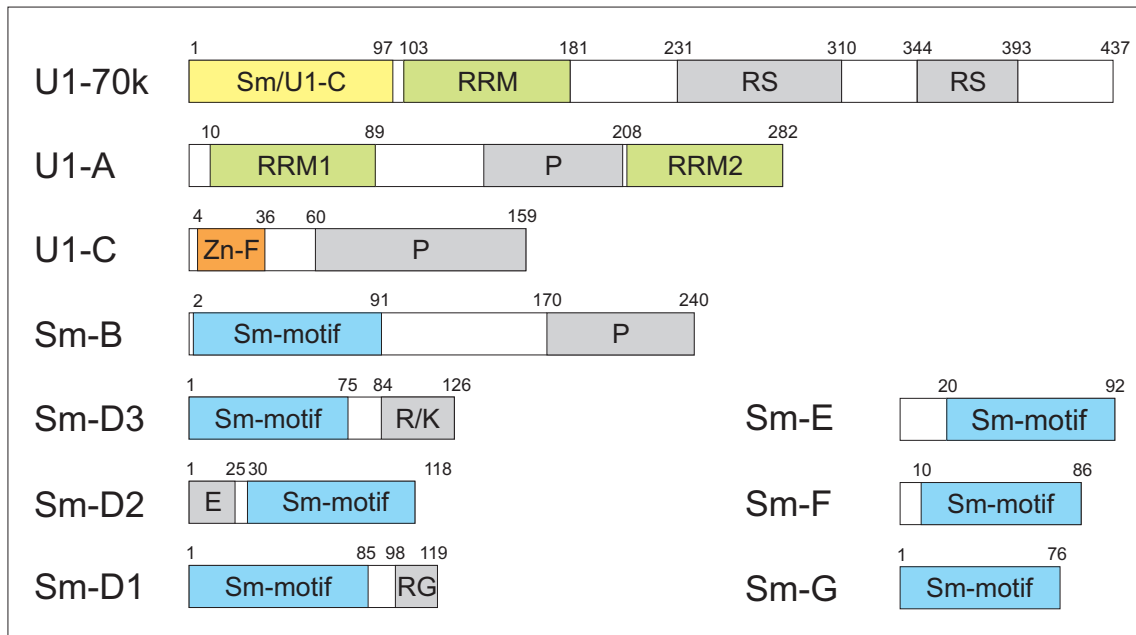 1 97 103 181 231 310 344 393 437
U1-70k Sm/U1-C RRM RS RS
10 89 208 282
U1-A RRM1 P RRM2
4 36 60 159
U1-C Zn-F P
2 91 170 240
Sm-B Sm-motif P
1 75 84 126 20 92
Sm-D3 Sm-motif R/K Sm-E Sm-motif
1 25 30 118 10 86
Sm-D2 E Sm-motif Sm-F Sm-motif
1 85 98 119 1 76
Sm-D1 Sm-motif RG Sm-G Sm-motif